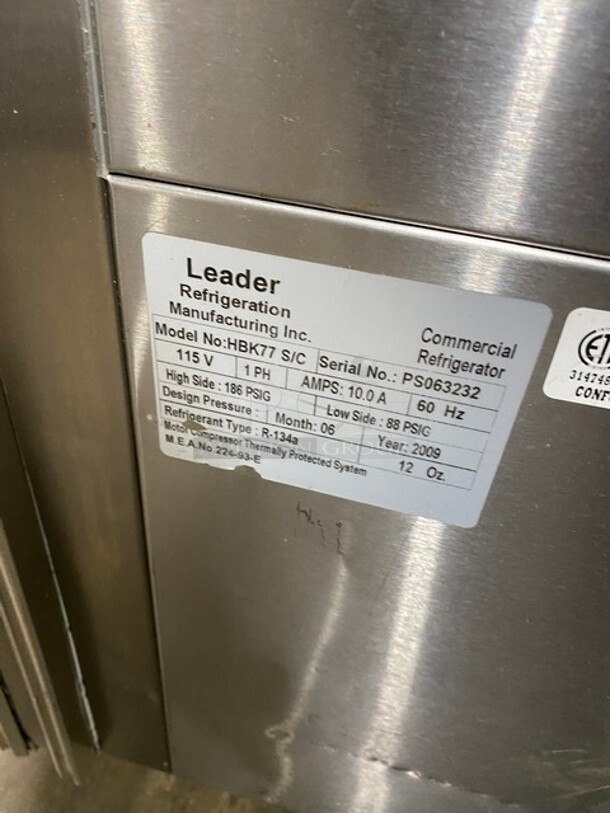 Leader
Refrigeration
Manufacturing Inc.
Commercial
Refrigerator
Model No:HBK77 S/C Serial No.: PS063232
115 V 1 PH AMPS: 10.0 A 60 Hz
High Side : 186 PSIG Low Side : 88 PSIG
Design Pressure : Month: 06 Year: 2009
Refrigerant Type : R-134a 12 Oz.
Motor Compressor Thermally Protected System
M.E.A.No 224-93-E
ETL
314748
CONF